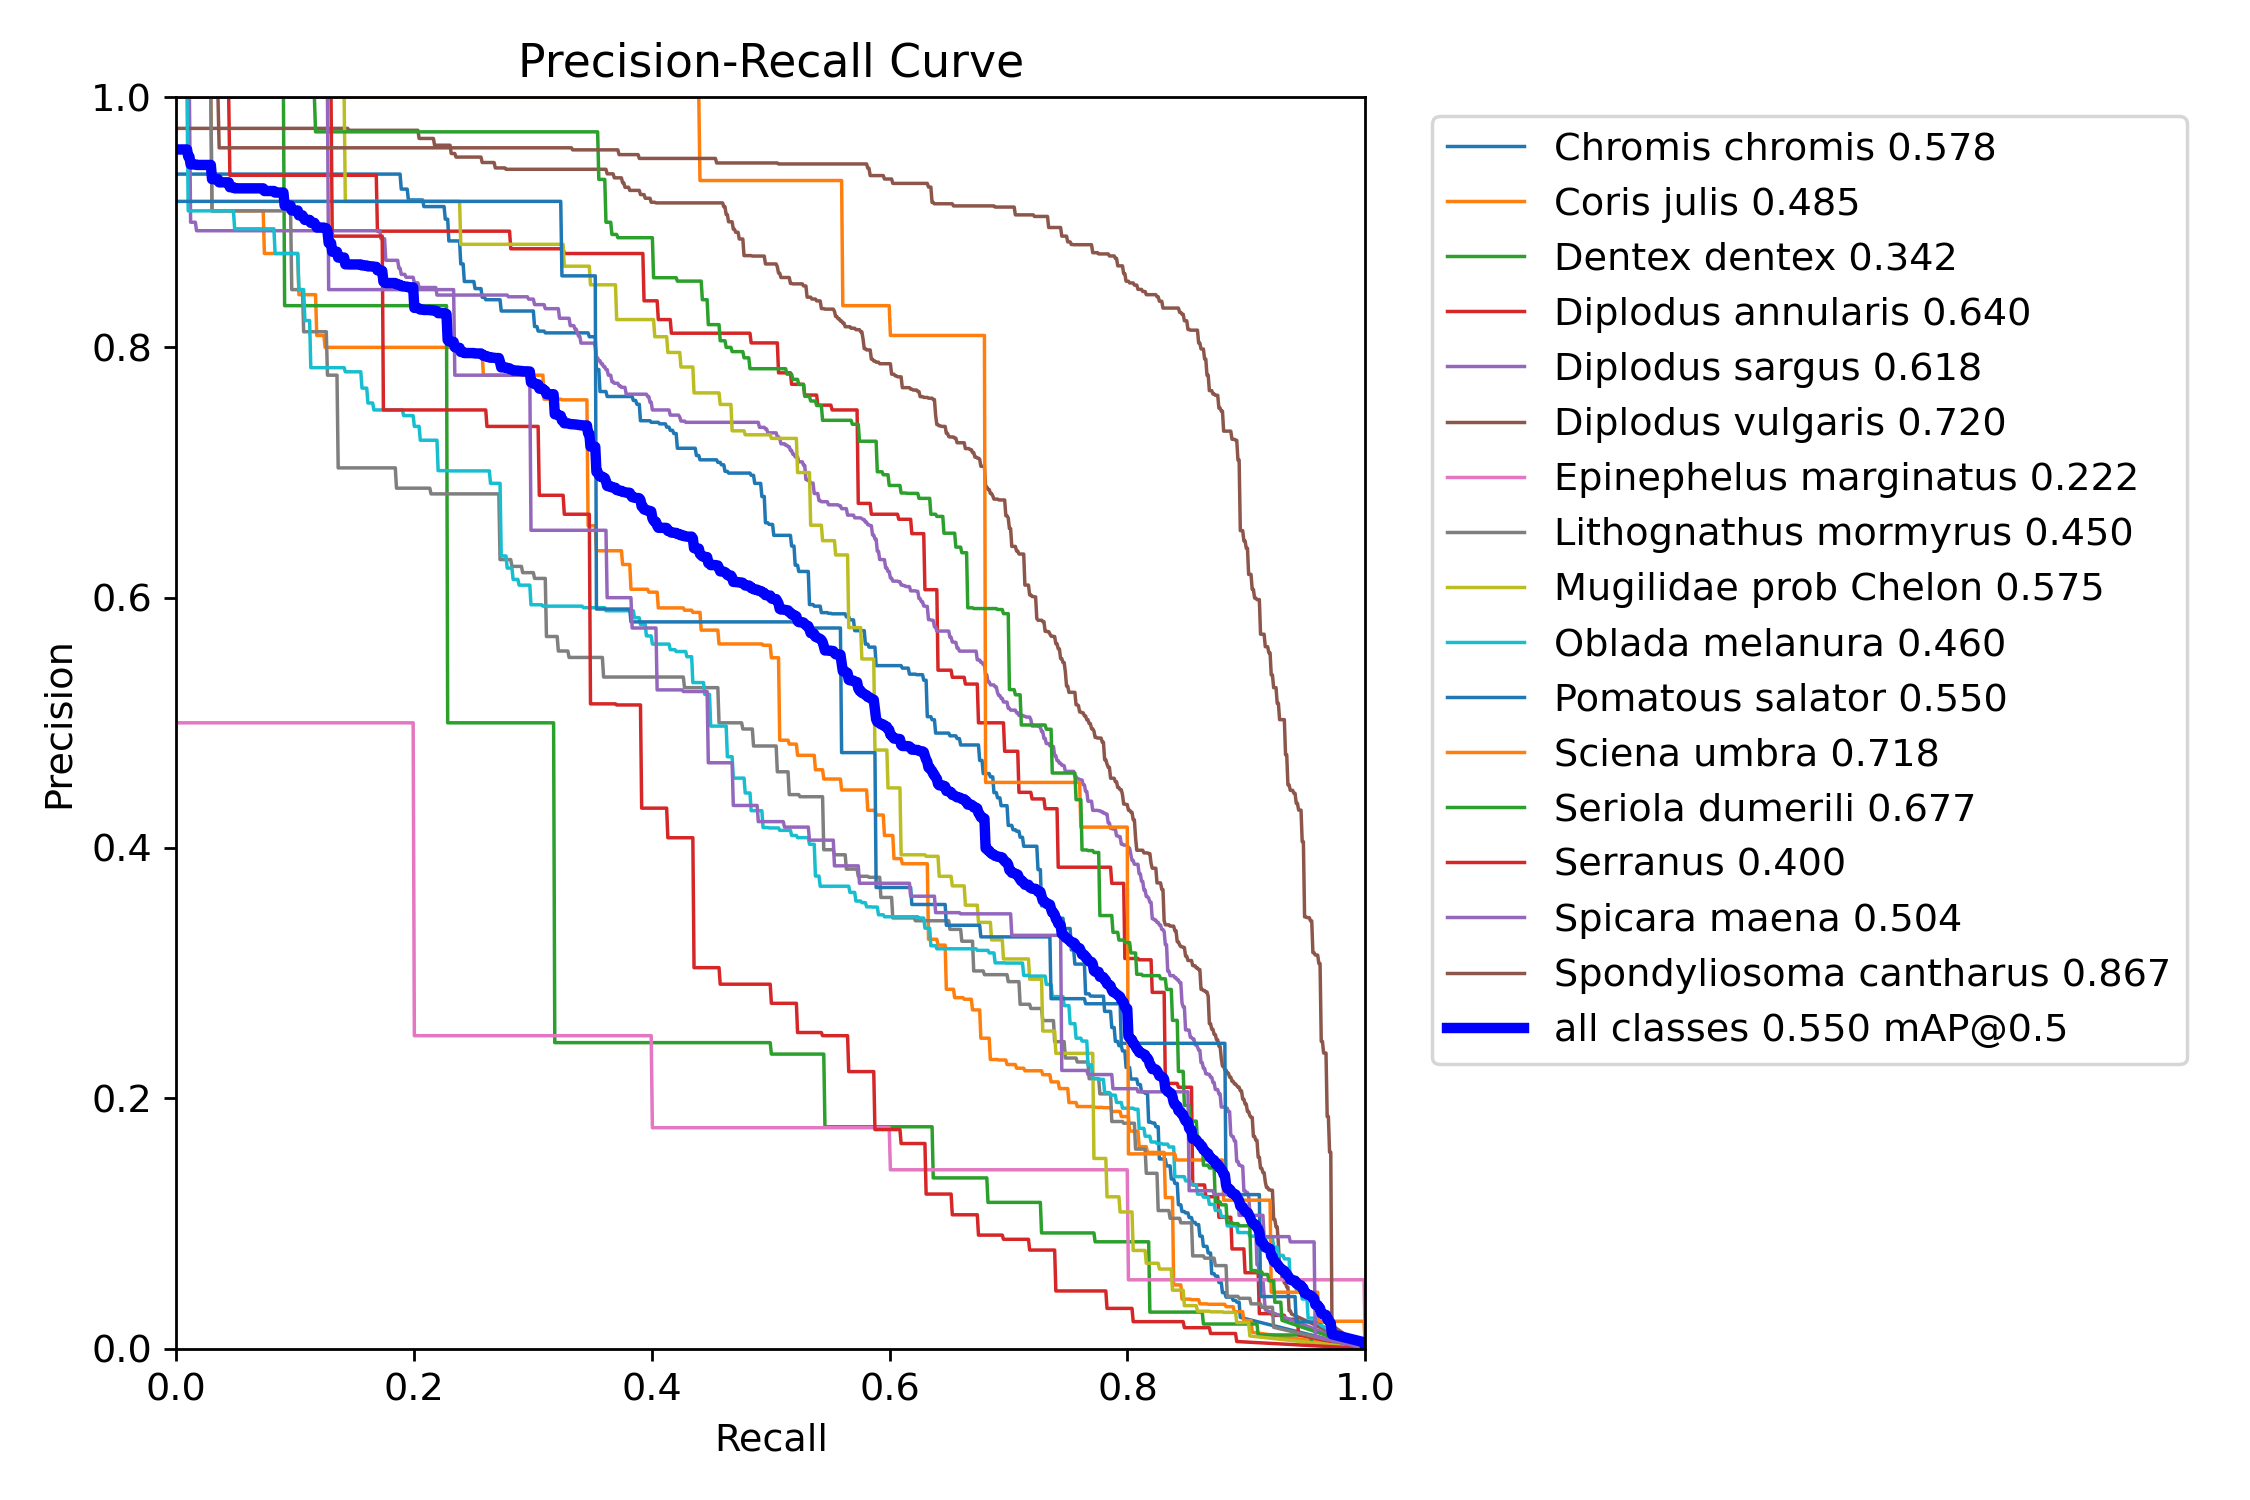 Precision-Recall Curve
1.0
0.8
0.6
0.4
0.2
0.0
Precision
0.0 0.2 0.4 0.6 0.8 1.0
Recall
Chromis chromis 0.578
Coris julis 0.485
Dentex dentex 0.342
Diplodus annularis 0.640
Diplodus sargus 0.618
Diplodus vulgaris 0.720
Epinephelus marginatus 0.222
Lithognathus mormyrus 0.450
Mugilidae prob Chelon 0.575
Oblada melanura 0.460
Pomatous salator 0.550
Sciena umbra 0.718
Seriola dumerili 0.677
Serranus 0.400
Spicara maena 0.504
Spondyliosoma cantharus 0.867
all classes 0.550 mAP@0.5